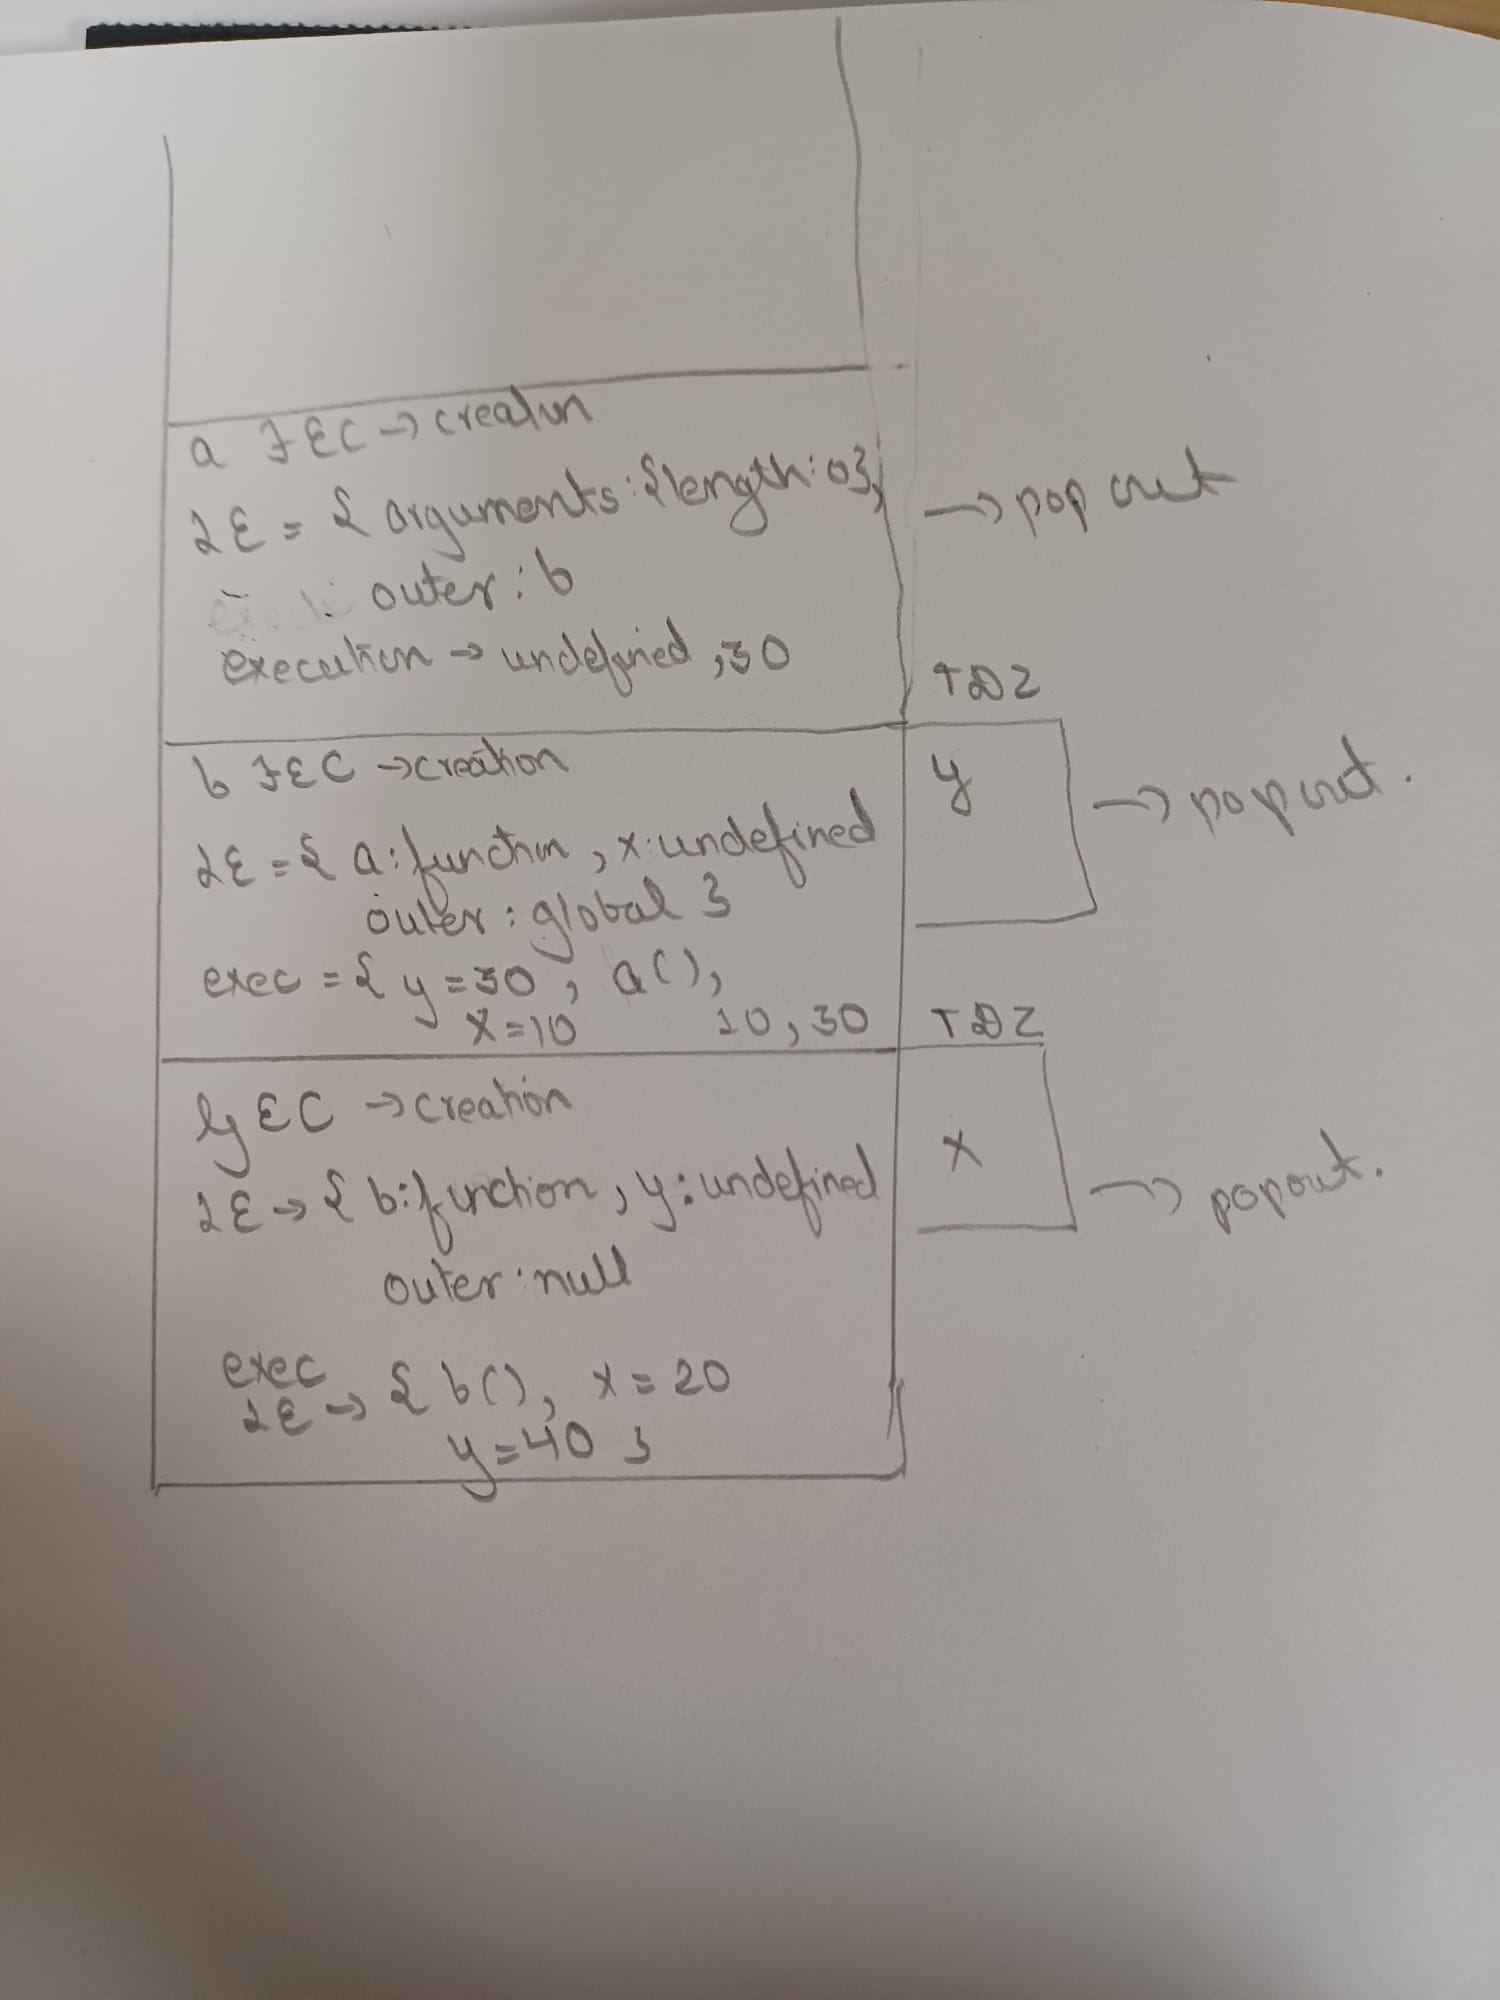 a FEC → creation
LE = { arguments: {length: 0}, → pop out
outer: b
execution → undefined, 30
TDZ
b FEC → creation
y → pop out.
LE = { a: function, x: undefined
outer: global }
exec = { y = 30, a(),
x = 10 10, 30
TDZ
GEC → creation
x → popout.
LE → { b: function, y: undefined
outer: null
exec
LE → { b(), x = 20
y = 40 }